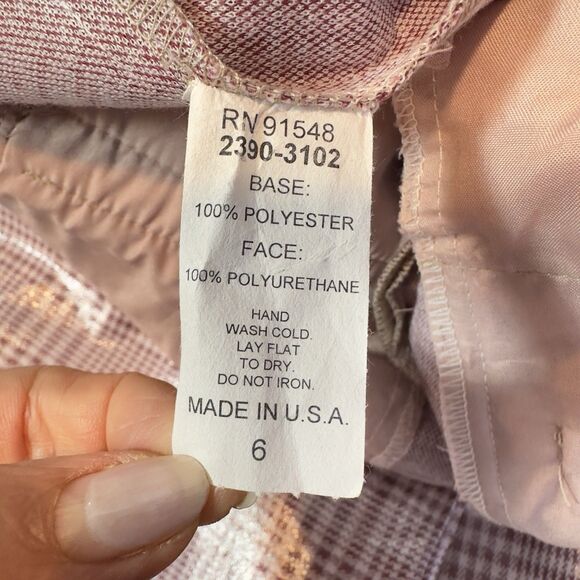 RN 91548
2390-3102
BASE:
100% POLYESTER
FACE:
100% POLYURETHANE
HAND
WASH COLD.
LAY FLAT
TO DRY.
DO NOT IRON.
MADE IN U.S.A.
6